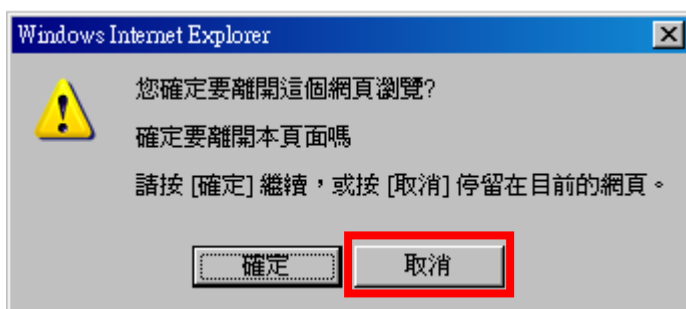 Windows Internet Explorer
您確定要離開這個網頁瀏覽?
確定要離開本頁面嗎
請按 [確定] 繼續，或按 [取消] 停留在目前的網頁。
確定
取消